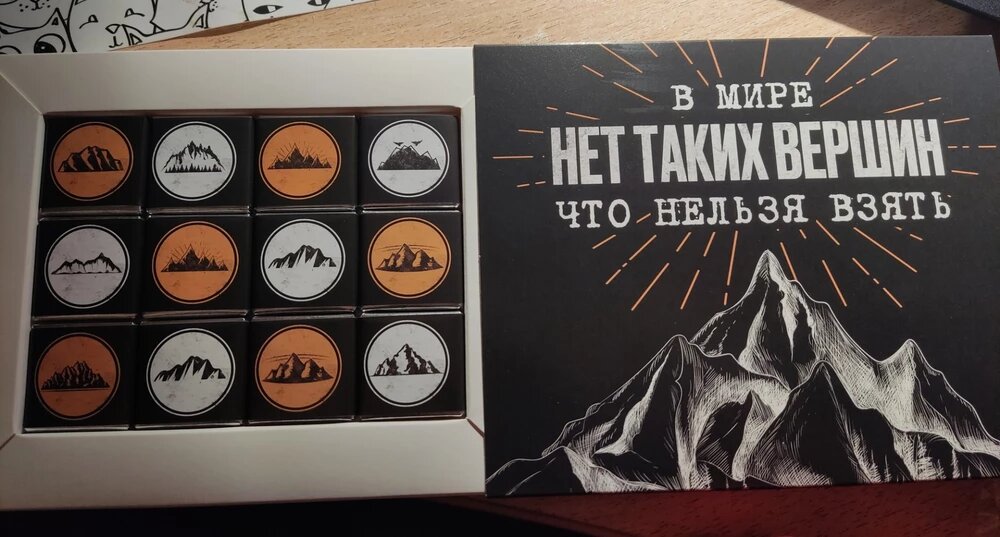 В МИРЕ
НЕТ ТАКИХ ВЕРШИН
ЧТО НЕЛЬЗЯ ВЗЯТЬ